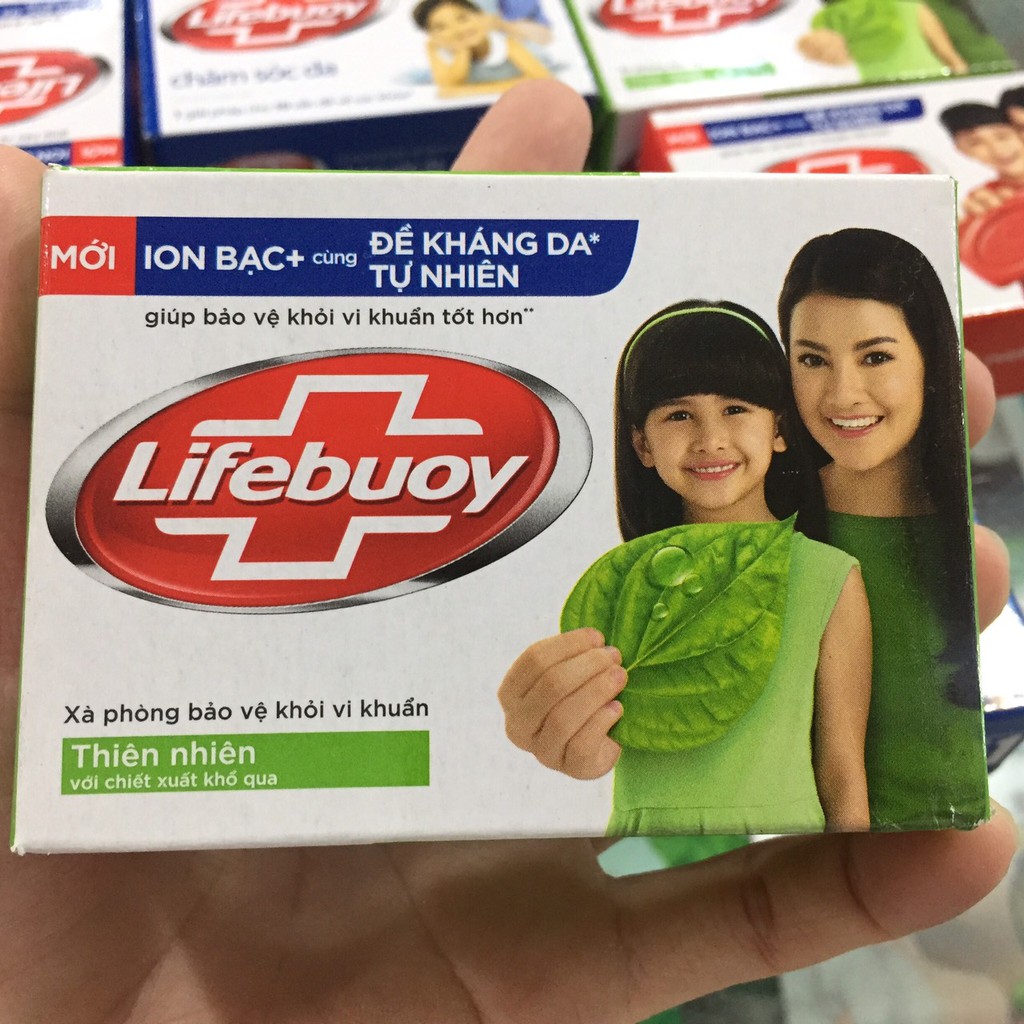 chăm sóc da
MỚI
MỚI ION BẠC+ cùng ĐỀ KHÁNG DA*
TỰ NHIÊN
giúp bảo vệ khỏi vi khuẩn tốt hơn**
Lifebuoy
Xà phòng bảo vệ khỏi vi khuẩn
Thiên nhiên
với chiết xuất khổ qua